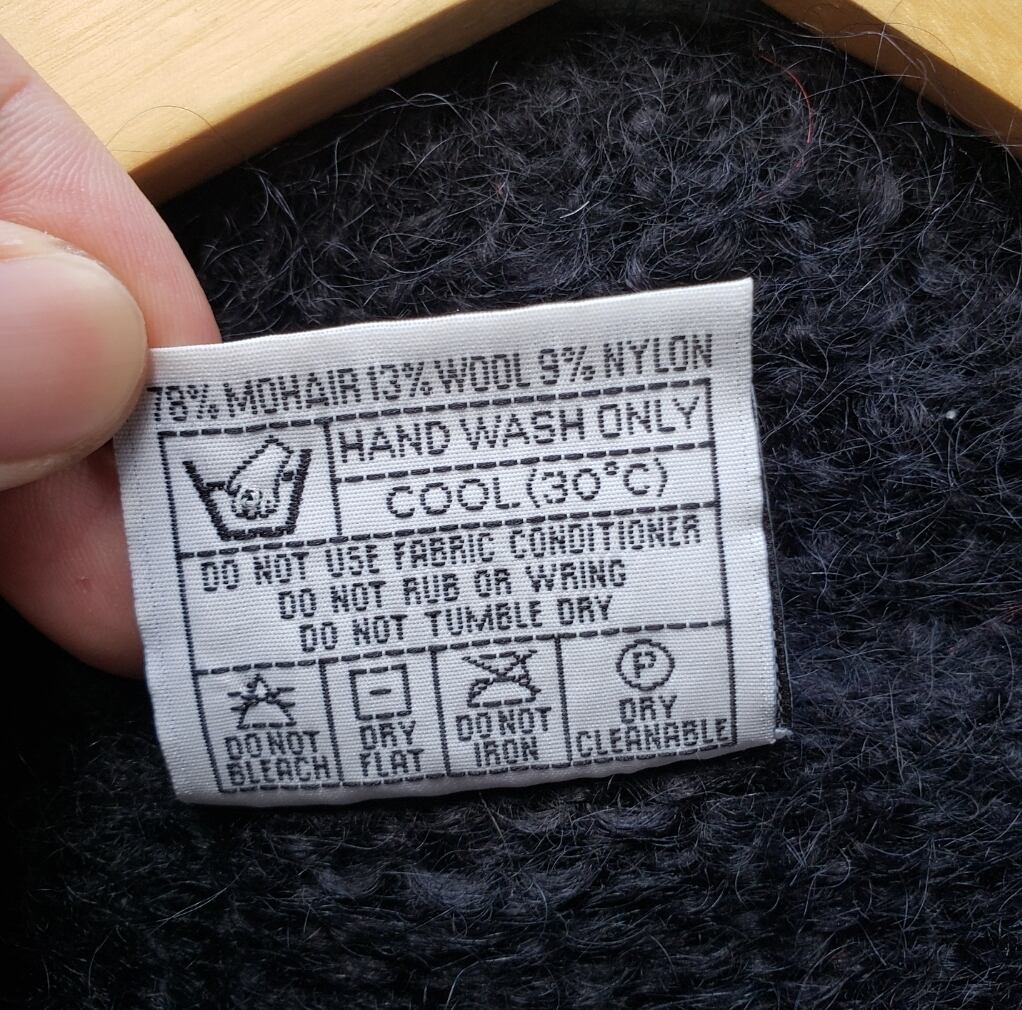 78% MOHAIR 13% WOOL 9% NYLON
HAND WASH ONLY
COOL (30°C)
DO NOT USE FABRIC CONDITIONER
DO NOT RUB OR WRING
DO NOT TUMBLE DRY
DO NOT
BLEACH
DRY
FLAT
DO NOT
IRON
P
DRY
CLEANABLE